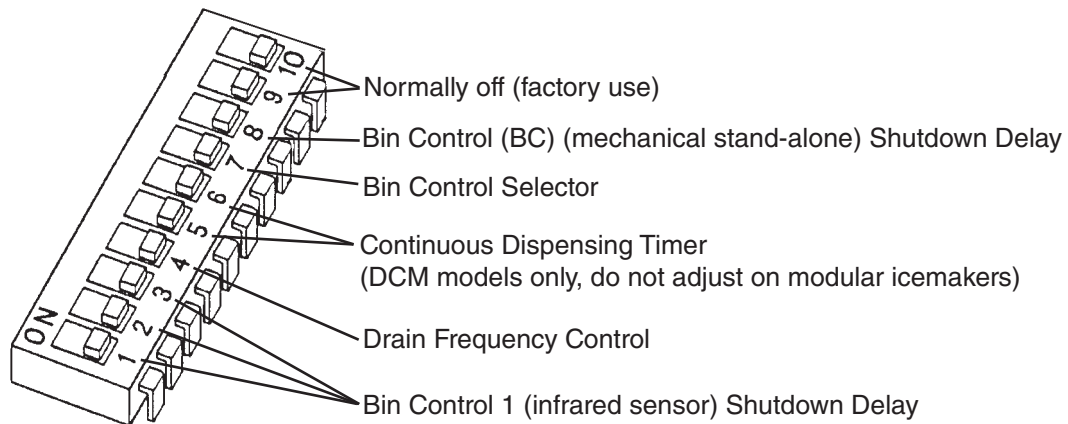 10
9
8
7
6
5
4
3
2
1
ON
Normally off (factory use)
Bin Control (BC) (mechanical stand-alone) Shutdown Delay
Bin Control Selector
Continuous Dispensing Timer
(DCM models only, do not adjust on modular icemakers)
Drain Frequency Control
Bin Control 1 (infrared sensor) Shutdown Delay